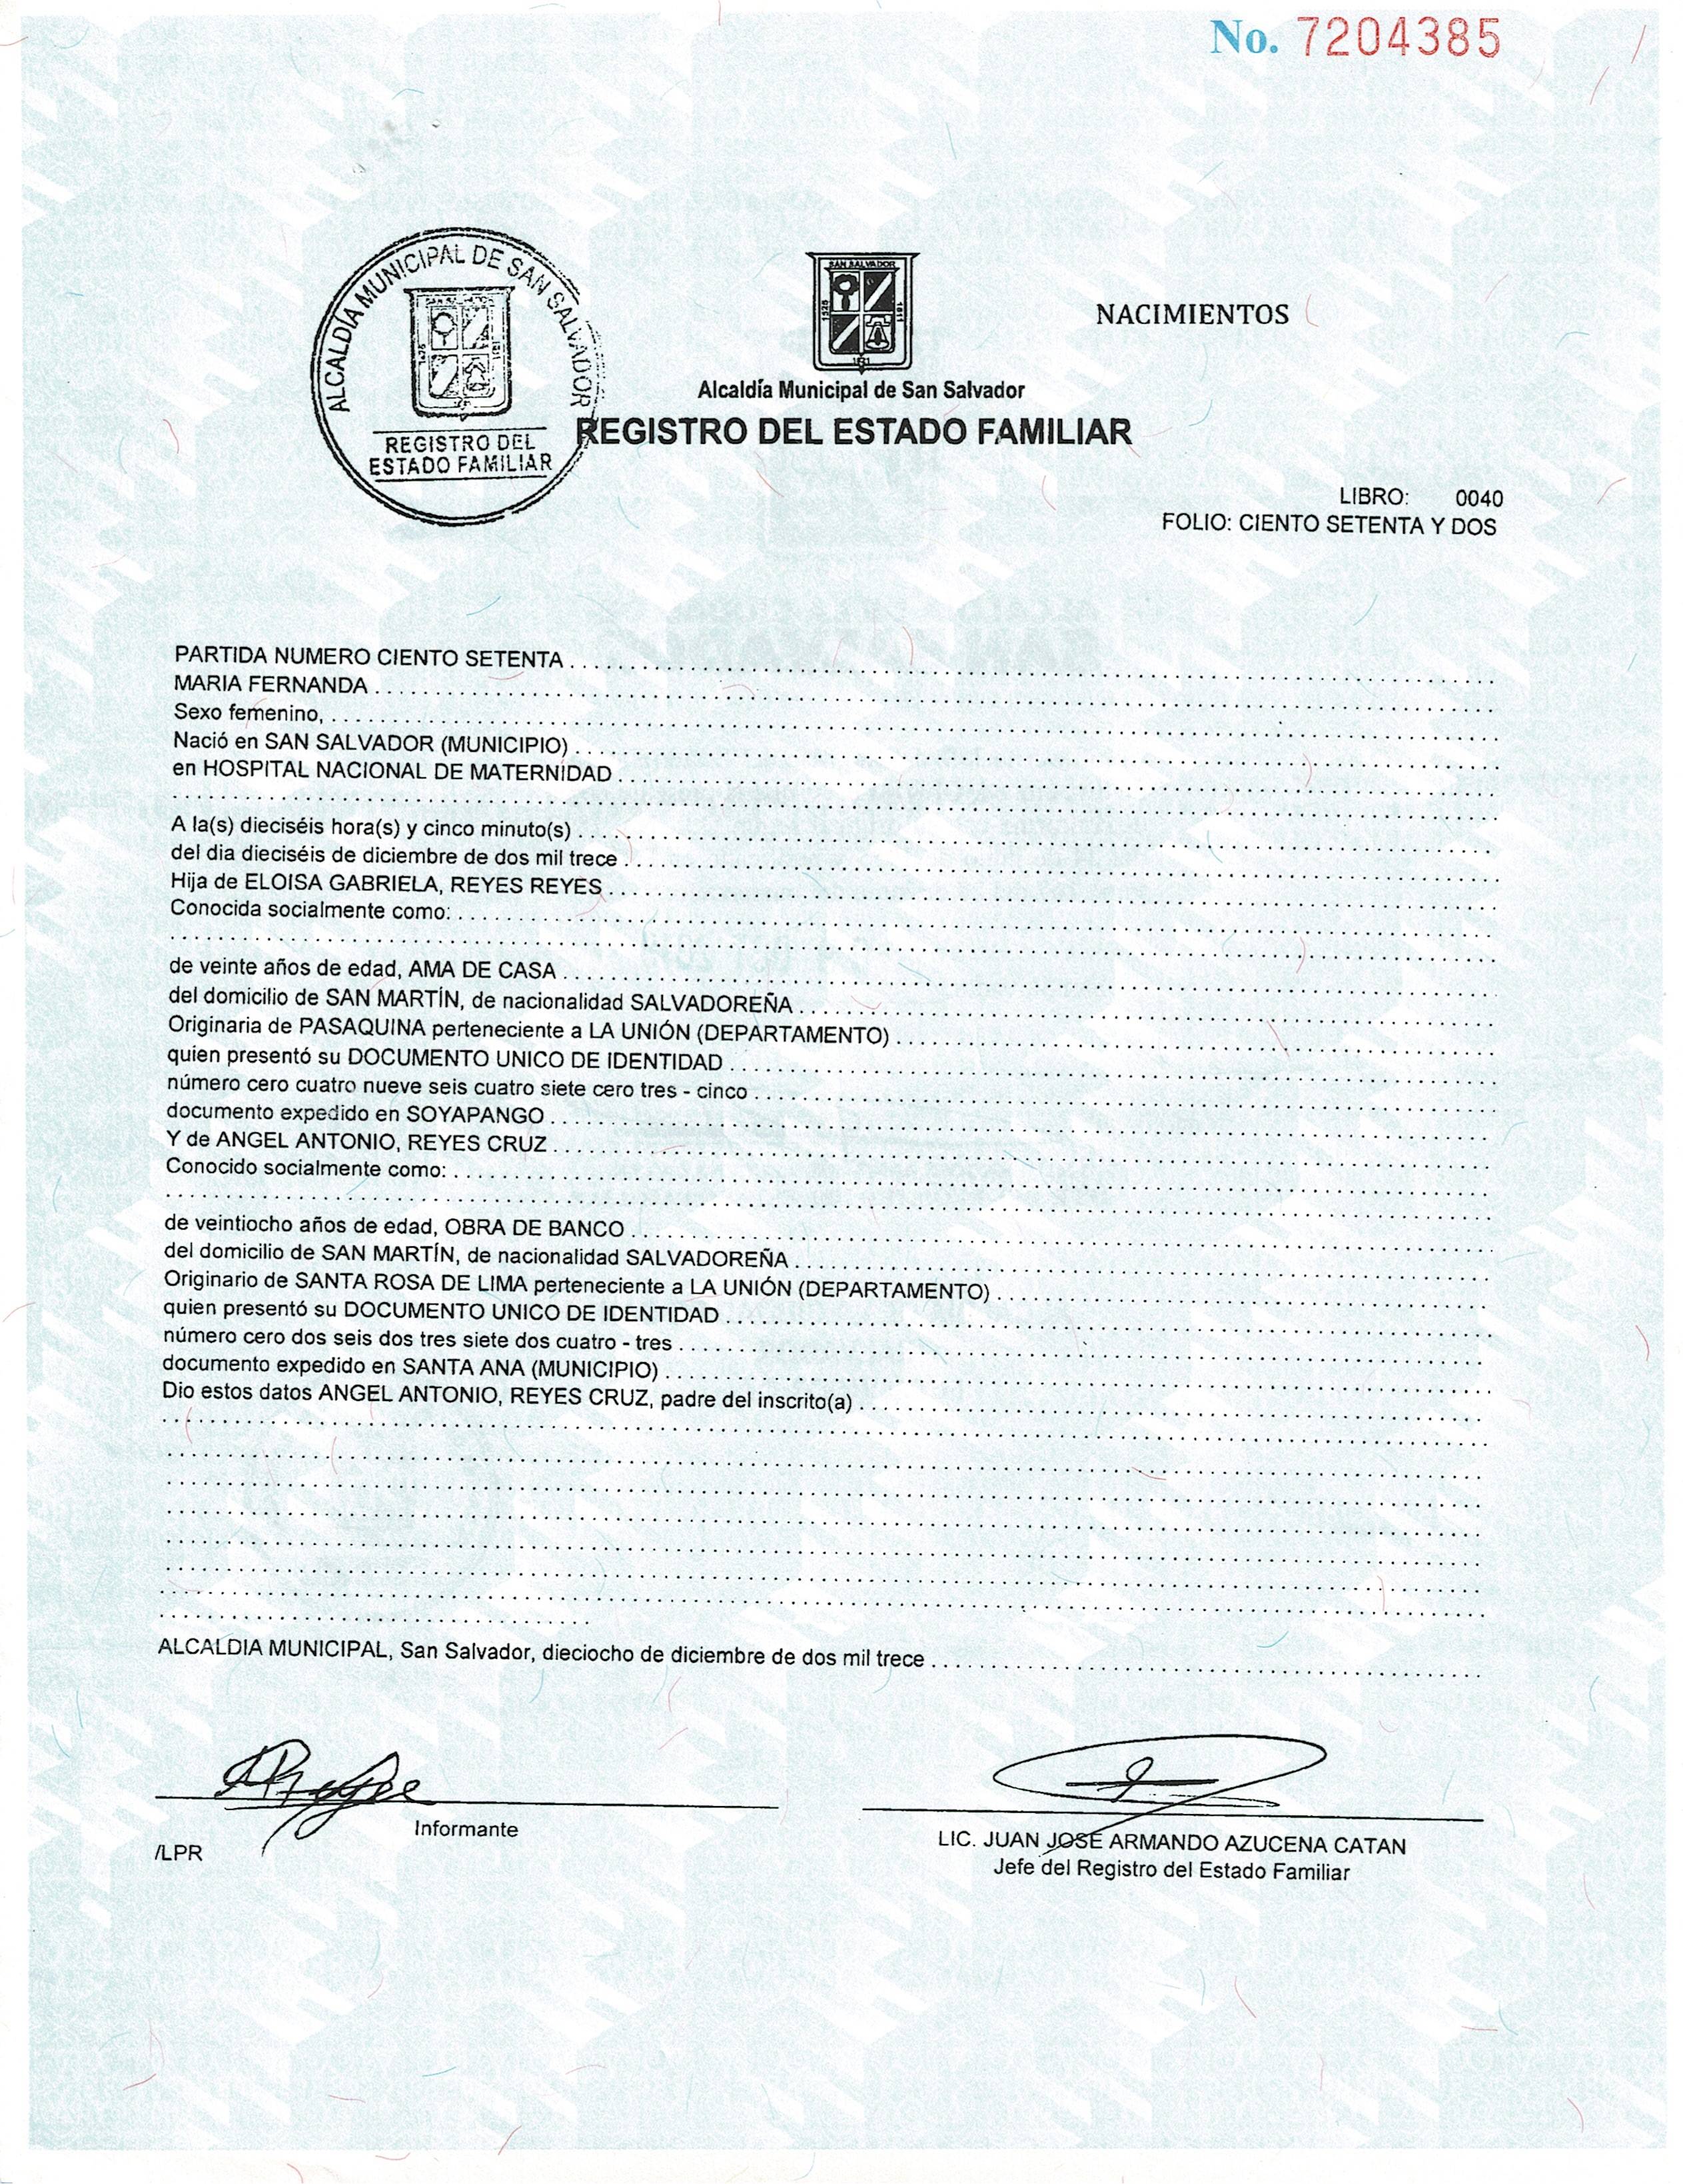 No. 7204385
ALCALDÍA MUNICIPAL DE SAN SALVADOR
REGISTRO DEL
ESTADO FAMILIAR
SAN SALVADOR
Alcaldía Municipal de San Salvador
REGISTRO DEL ESTADO FAMILIAR
NACIMIENTOS
LIBRO: 0040
FOLIO: CIENTO SETENTA Y DOS
PARTIDA NUMERO CIENTO SETENTA
MARIA FERNANDA
Sexo femenino,
Nació en SAN SALVADOR (MUNICIPIO)
en HOSPITAL NACIONAL DE MATERNIDAD
A la(s) dieciséis hora(s) y cinco minuto(s)
del dia dieciséis de diciembre de dos mil trece
Hija de ELOISA GABRIELA, REYES REYES
Conocida socialmente como:
de veinte años de edad, AMA DE CASA
del domicilio de SAN MARTÍN, de nacionalidad SALVADOREÑA
Originaria de PASAQUINA perteneciente a LA UNIÓN (DEPARTAMENTO)
quien presentó su DOCUMENTO UNICO DE IDENTIDAD
número cero cuatro nueve seis cuatro siete cero tres - cinco
documento expedido en SOYAPANGO
Y de ANGEL ANTONIO, REYES CRUZ
Conocido socialmente como:
de veintiocho años de edad, OBRA DE BANCO
del domicilio de SAN MARTÍN, de nacionalidad SALVADOREÑA
Originario de SANTA ROSA DE LIMA perteneciente a LA UNIÓN (DEPARTAMENTO)
quien presentó su DOCUMENTO UNICO DE IDENTIDAD
número cero dos seis dos tres siete dos cuatro - tres
documento expedido en SANTA ANA (MUNICIPIO)
Dio estos datos ANGEL ANTONIO, REYES CRUZ, padre del inscrito(a)
ALCALDIA MUNICIPAL, San Salvador, dieciocho de diciembre de dos mil trece
Informante
/LPR
LIC. JUAN JOSE ARMANDO AZUCENA CATAN
Jefe del Registro del Estado Familiar